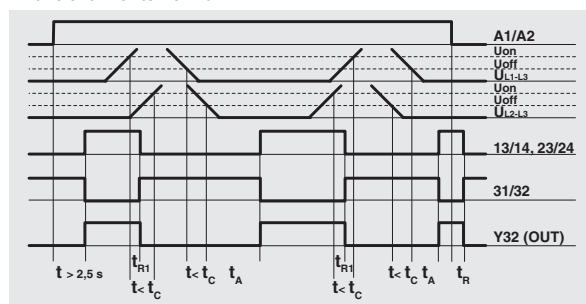 A1/A2
Uon
Uoff
UL1-L3
Uon
Uoff
UL2-L3
13/14, 23/24
31/32
Y32 (OUT)
t > 2,5 s
tR1
t< tC
tA
tR1
t< tC
tA
tR
t< tC
t< tC